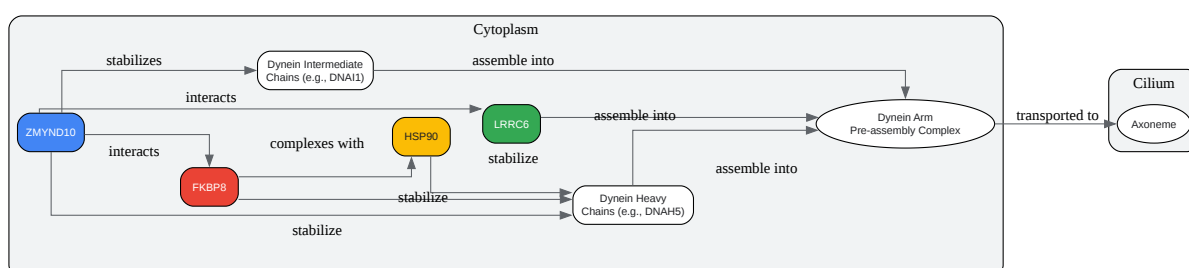 Cytoplasm
stabilizes
Dynein Intermediate
Chains (e.g., DNAI1)
assemble into
Cilium
interacts
ZMYND10
interacts
complexes with
HSP90
LRRC6
stabilize
assemble into
Dynein Arm
Pre-assembly Complex
transported to
Axoneme
FKBP8
stabilize
Dynein Heavy
Chains (e.g., DNAH5)
assemble into
stabilize